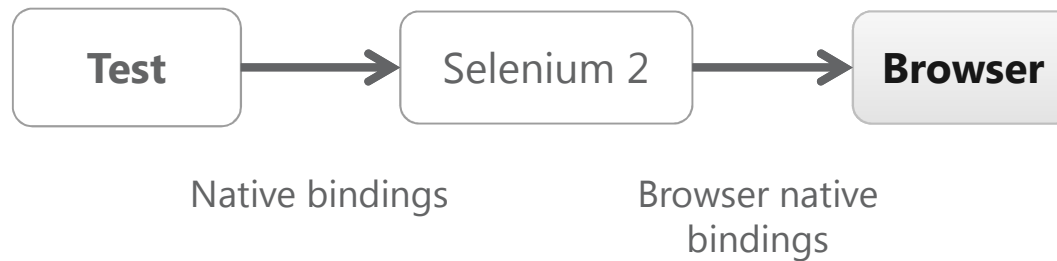 Test
Selenium 2
Browser
Native bindings
Browser native
bindings